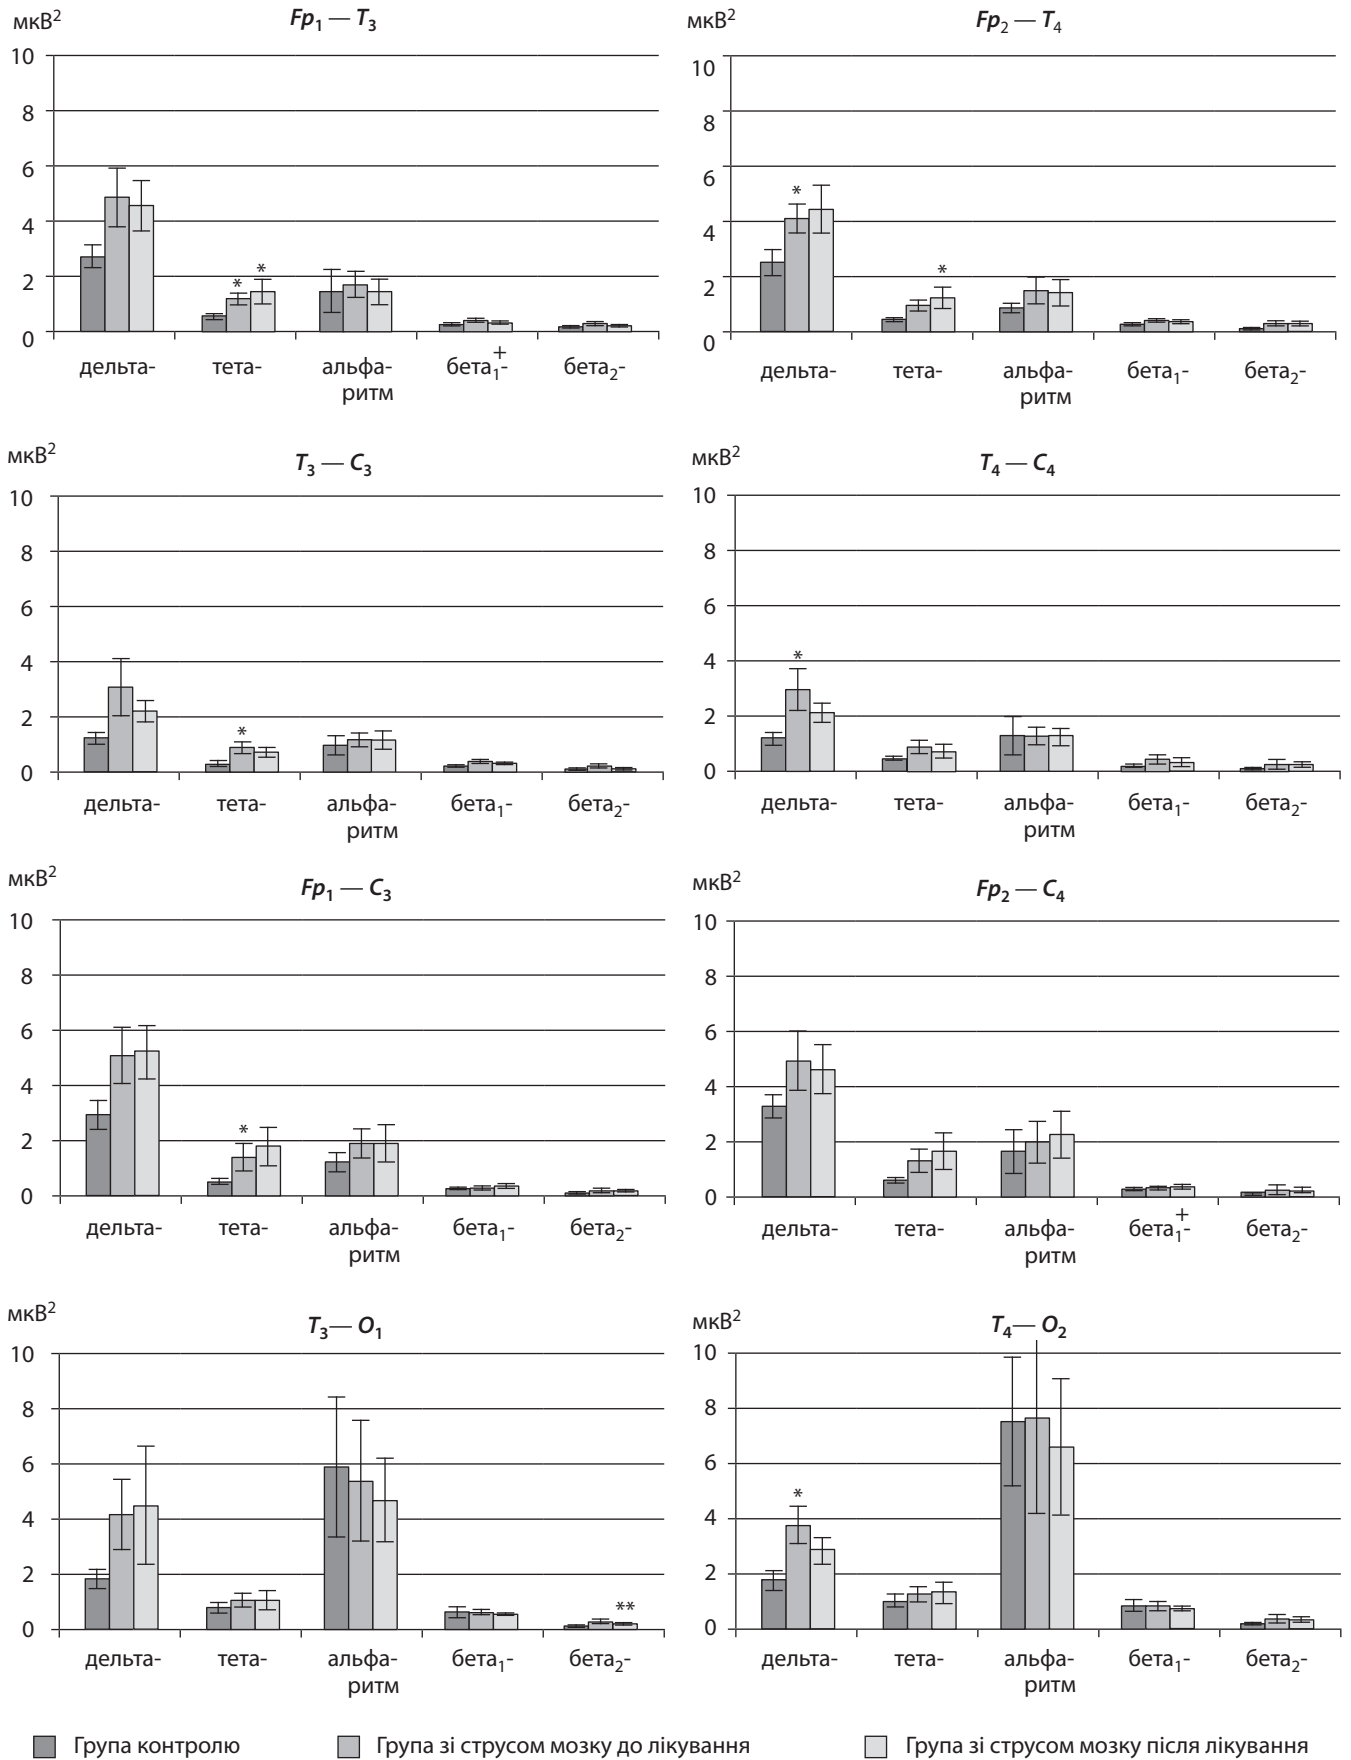 мкВ²
Fp₁ — T₃
10
8
6
4
2
0
*
*
+
дельта-
тета-
альфа-
ритм
бета₁-
бета₂-
мкВ²
Fp₂ — T₄
10
8
6
4
2
0
*
*
дельта-
тета-
альфа-
ритм
бета₁-
бета₂-
мкВ²
T₃ — C₃
10
8
6
4
2
0
*
дельта-
тета-
альфа-
ритм
бета₁-
бета₂-
мкВ²
T₄ — C₄
10
8
6
4
2
0
*
дельта-
тета-
альфа-
ритм
бета₁-
бета₂-
мкВ²
Fp₁ — C₃
10
8
6
4
2
0
*
дельта-
тета-
альфа-
ритм
бета₁-
бета₂-
мкВ²
Fp₂ — C₄
10
8
6
4
2
0
+
дельта-
тета-
альфа-
ритм
бета₁-
бета₂-
мкВ²
T₃— O₁
10
8
6
4
2
0
**
дельта-
тета-
альфа-
ритм
бета₁-
бета₂-
мкВ²
T₄— O₂
10
8
6
4
2
0
*
дельта-
тета-
альфа-
ритм
бета₁-
бета₂-
Група контролю
Група зі струсом мозку до лікування
Група зі струсом мозку після лікування